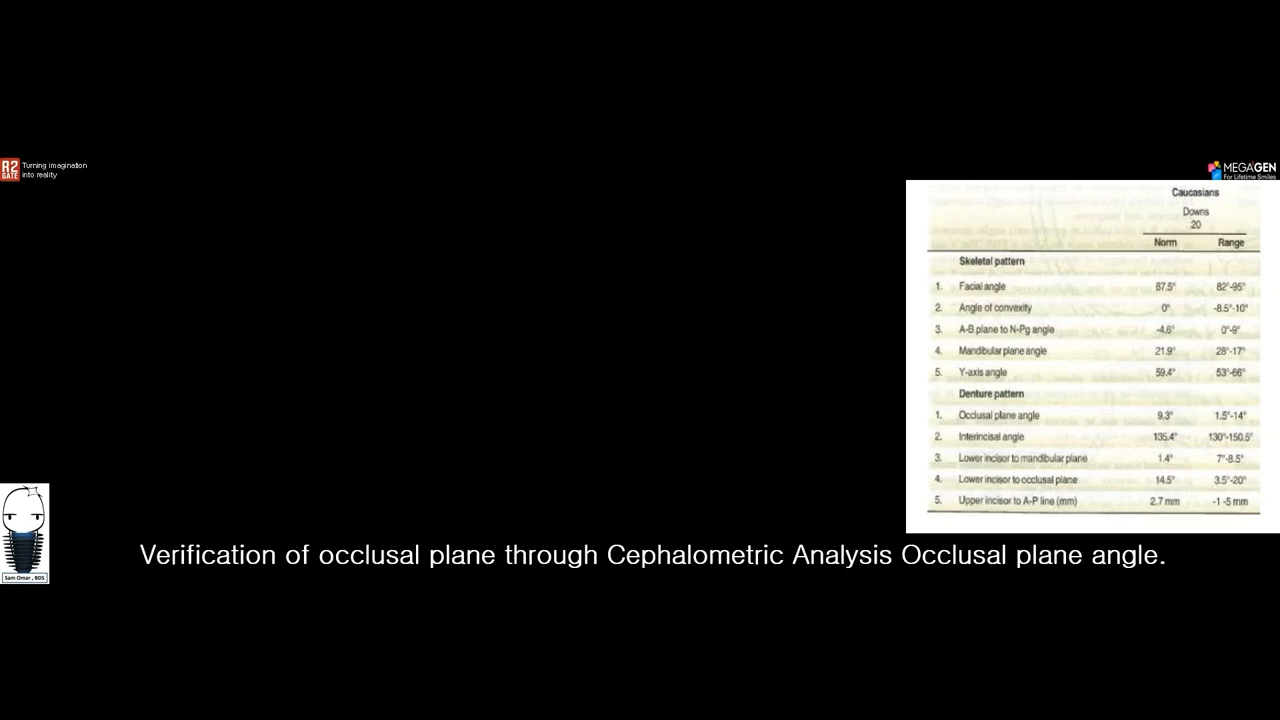 R2
GATE
Turning imagination
into reality
MEGA'GEN
For Lifetime Smiles
Caucasians
Downs
20
Norm Range
Skeletal pattern
1. Facial angle 87.5° 82°-95°
2. Angle of convexity 0° -8.5°-10°
3. A-B plane to N-Pg angle -4.6° 0°-9°
4. Mandibular plane angle 21.9° 28°-17°
5. Y-axis angle 59.4° 53°-66°
Denture pattern
1. Occlusal plane angle 9.3° 1.5°-14°
2. Interincisal angle 135.4° 130°-150.5°
3. Lower incisor to mandibular plane 1.4° 7°-8.5°
4. Lower incisor to occlusal plane 14.5° 3.5°-20°
5. Upper incisor to A-P line (mm) 2.7 mm -1 -5 mm
Sam Omar , BDS
Verification of occlusal plane through Cephalometric Analysis Occlusal plane angle.